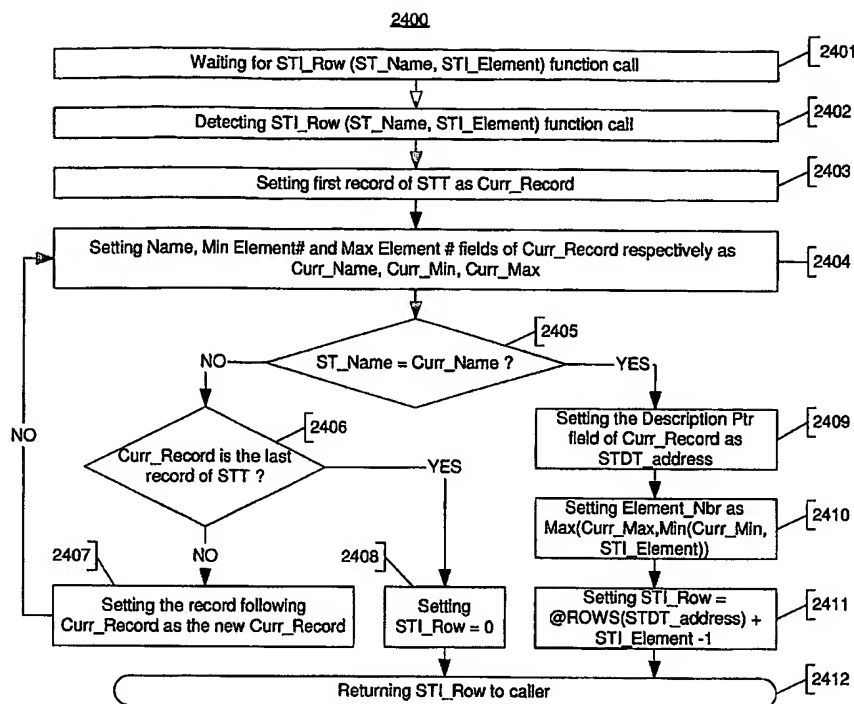 2400
Waiting for STI_Row (ST_Name, STI_Element) function call
2401
Detecting STI_Row (ST_Name, STI_Element) function call
2402
Setting first record of STT as Curr_Record
2403
Setting Name, Min Element# and Max Element # fields of Curr_Record respectively as
Curr_Name, Curr_Min, Curr_Max
2404
2405
ST_Name = Curr_Name ?
NO
YES
2406
Curr_Record is the last
record of STT ?
NO
YES
NO
Setting the Description Ptr
field of Curr_Record as
STDT_address
2409
Setting Element_Nbr as
Max(Curr_Max,Min(Curr_Min,
STI_Element))
2410
2407
Setting the record following
Curr_Record as the new Curr_Record
2408
Setting
STI_Row = 0
Setting STI_Row =
@ROWS(STDT_address) +
STI_Element -1
2411
Returning STI_Row to caller
2412